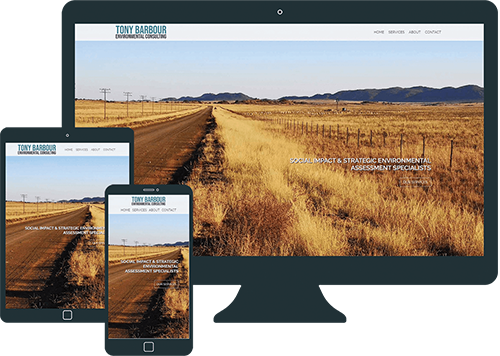 TONY BARBOUR
ENVIRONMENTAL CONSULTING
HOME SERVICES ABOUT CONTACT
SOCIAL IMPACT & STRATEGIC ENVIRONMENTAL
ASSESSMENT SPECIALISTS
TONY BARBOUR
ENVIRONMENTAL CONSULTING
HOME SERVICES ABOUT CONTACT
SOCIAL IMPACT & STRATEGIC ENVIRONMENTAL
ASSESSMENT SPECIALISTS
TONY BARBOUR
ENVIRONMENTAL CONSULTING
HOME SERVICES ABOUT CONTACT
SOCIAL IMPACT & STRATEGIC
ENVIRONMENTAL
ASSESSMENT SPECIALISTS